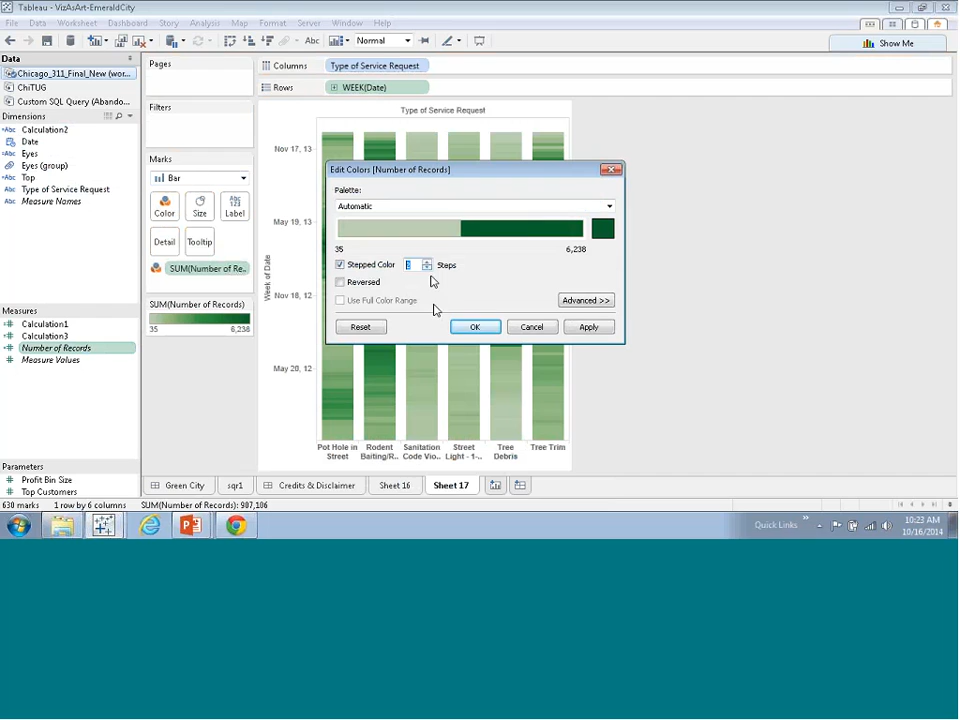 Tableau - VizAsArt-EmeraldCity
File Data Worksheet Dashboard Story Analysis Map Format Server Window Help
Abc Normal Show Me
Data
Chicago_311_Final_New (wor...
ChiTUG
Custom SQL Query (Abando...
Dimensions
Abc Calculation2
Date
Abc Eyes
Eyes (group)
Abc Top
Abc Type of Service Request
Abc Measure Names
Measures
Calculation1
Calculation3
Number of Records
Measure Values
Parameters
Profit Bin Size
Top Customers
Pages
Filters
Marks
Bar
Color Size Abc Label
Detail Tooltip
SUM(Number of Re..
SUM(Number of Records)
35 6,238
Columns Type of Service Request
Rows WEEK(Date)
Type of Service Request
Week of Date
Nov 17, 13
May 19, 13
Nov 18, 12
May 20, 12
Pot Hole in Street
Rodent Baiting/R..
Sanitation Code Vio..
Street Light - 1-..
Tree Debris
Tree Trim
Edit Colors [Number of Records]
Palette:
Automatic
35 6,238
Stepped Color Steps
Reversed
Use Full Color Range Advanced >>
Reset OK Cancel Apply
Green City sqr1 Credits & Disclaimer Sheet 16 Sheet 17
630 marks 1 row by 6 columns SUM(Number of Records): 987,106
Quick Links
10:23 AM
10/16/2014